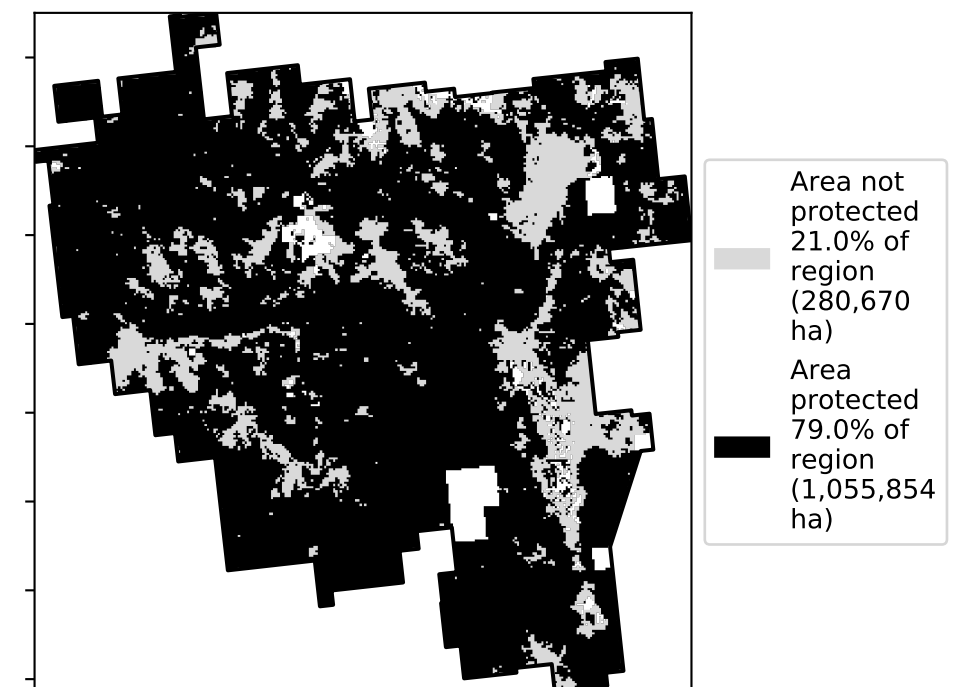 Area not
protected
21.0% of
region
(280,670
ha)
Area
protected
79.0% of
region
(1,055,854
ha)